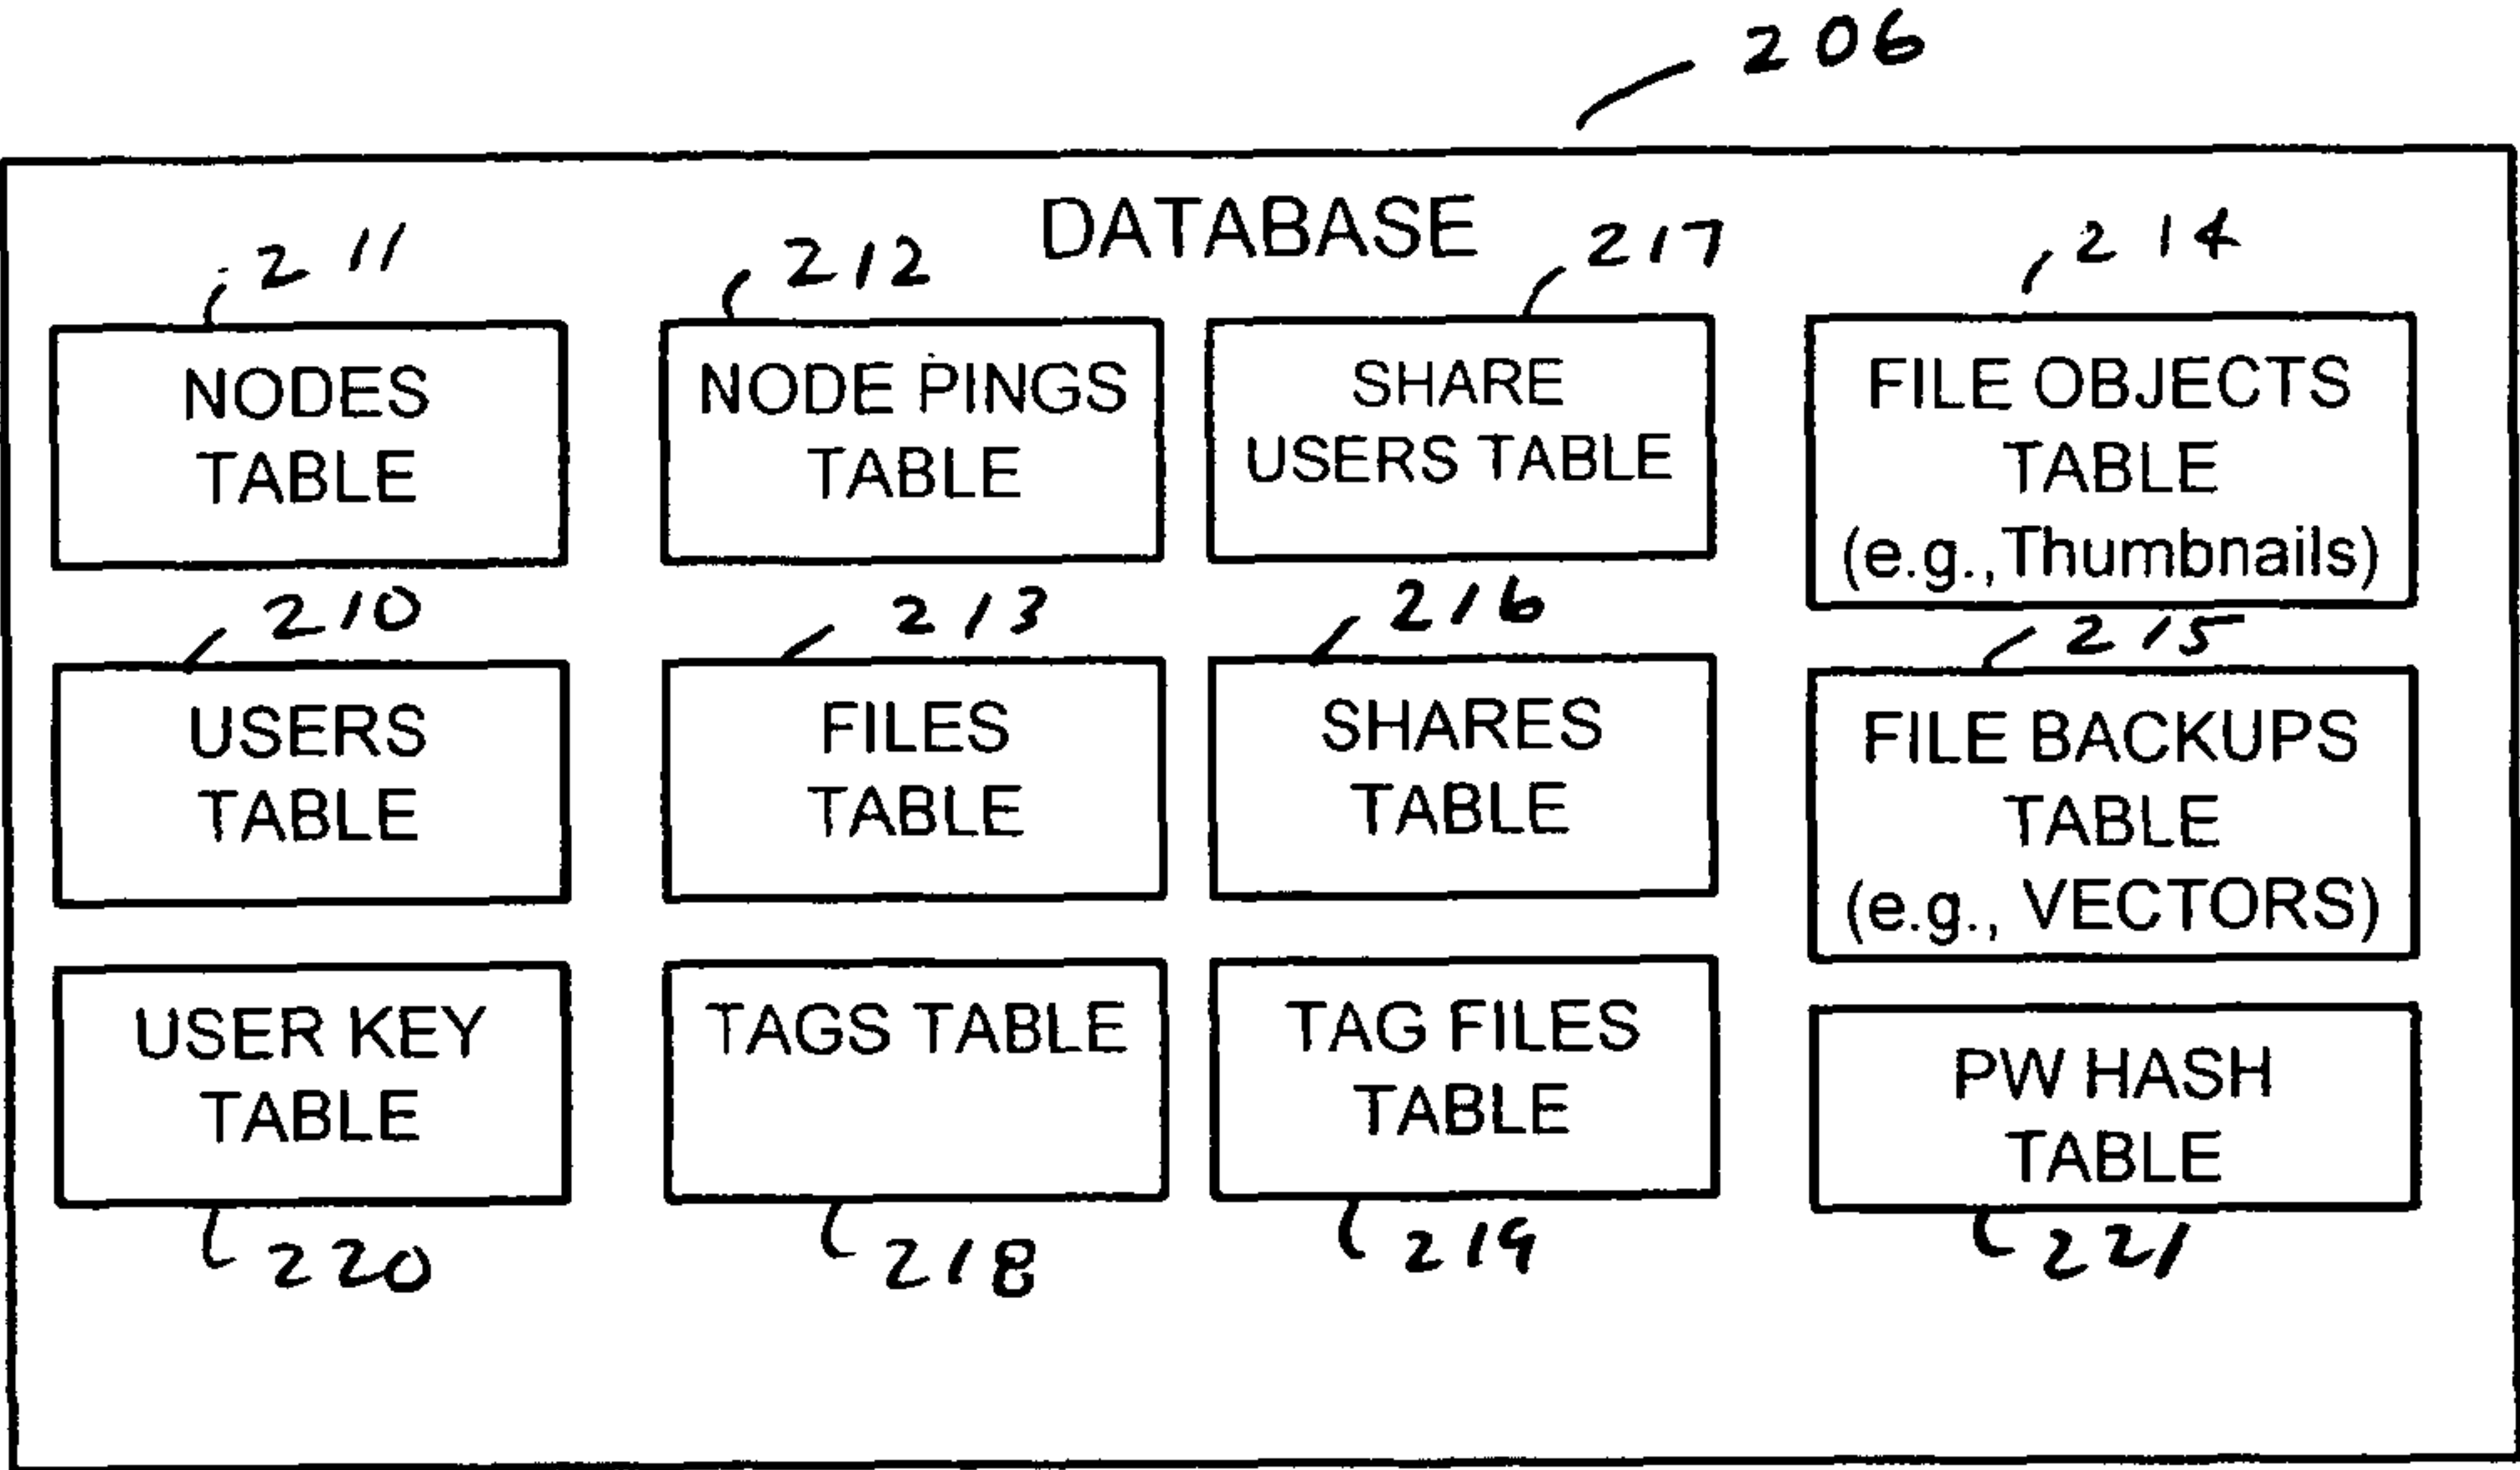 206
DATABASE
211
212
217
214
NODES
TABLE
NODE PINGS
TABLE
SHARE
USERS TABLE
FILE OBJECTS
TABLE
(e.g.,Thumbnails)
210
213
216
215
USERS
TABLE
FILES
TABLE
SHARES
TABLE
FILE BACKUPS
TABLE
(e.g., VECTORS)
USER KEY
TABLE
TAGS TABLE
TAG FILES
TABLE
PW HASH
TABLE
220
218
219
221